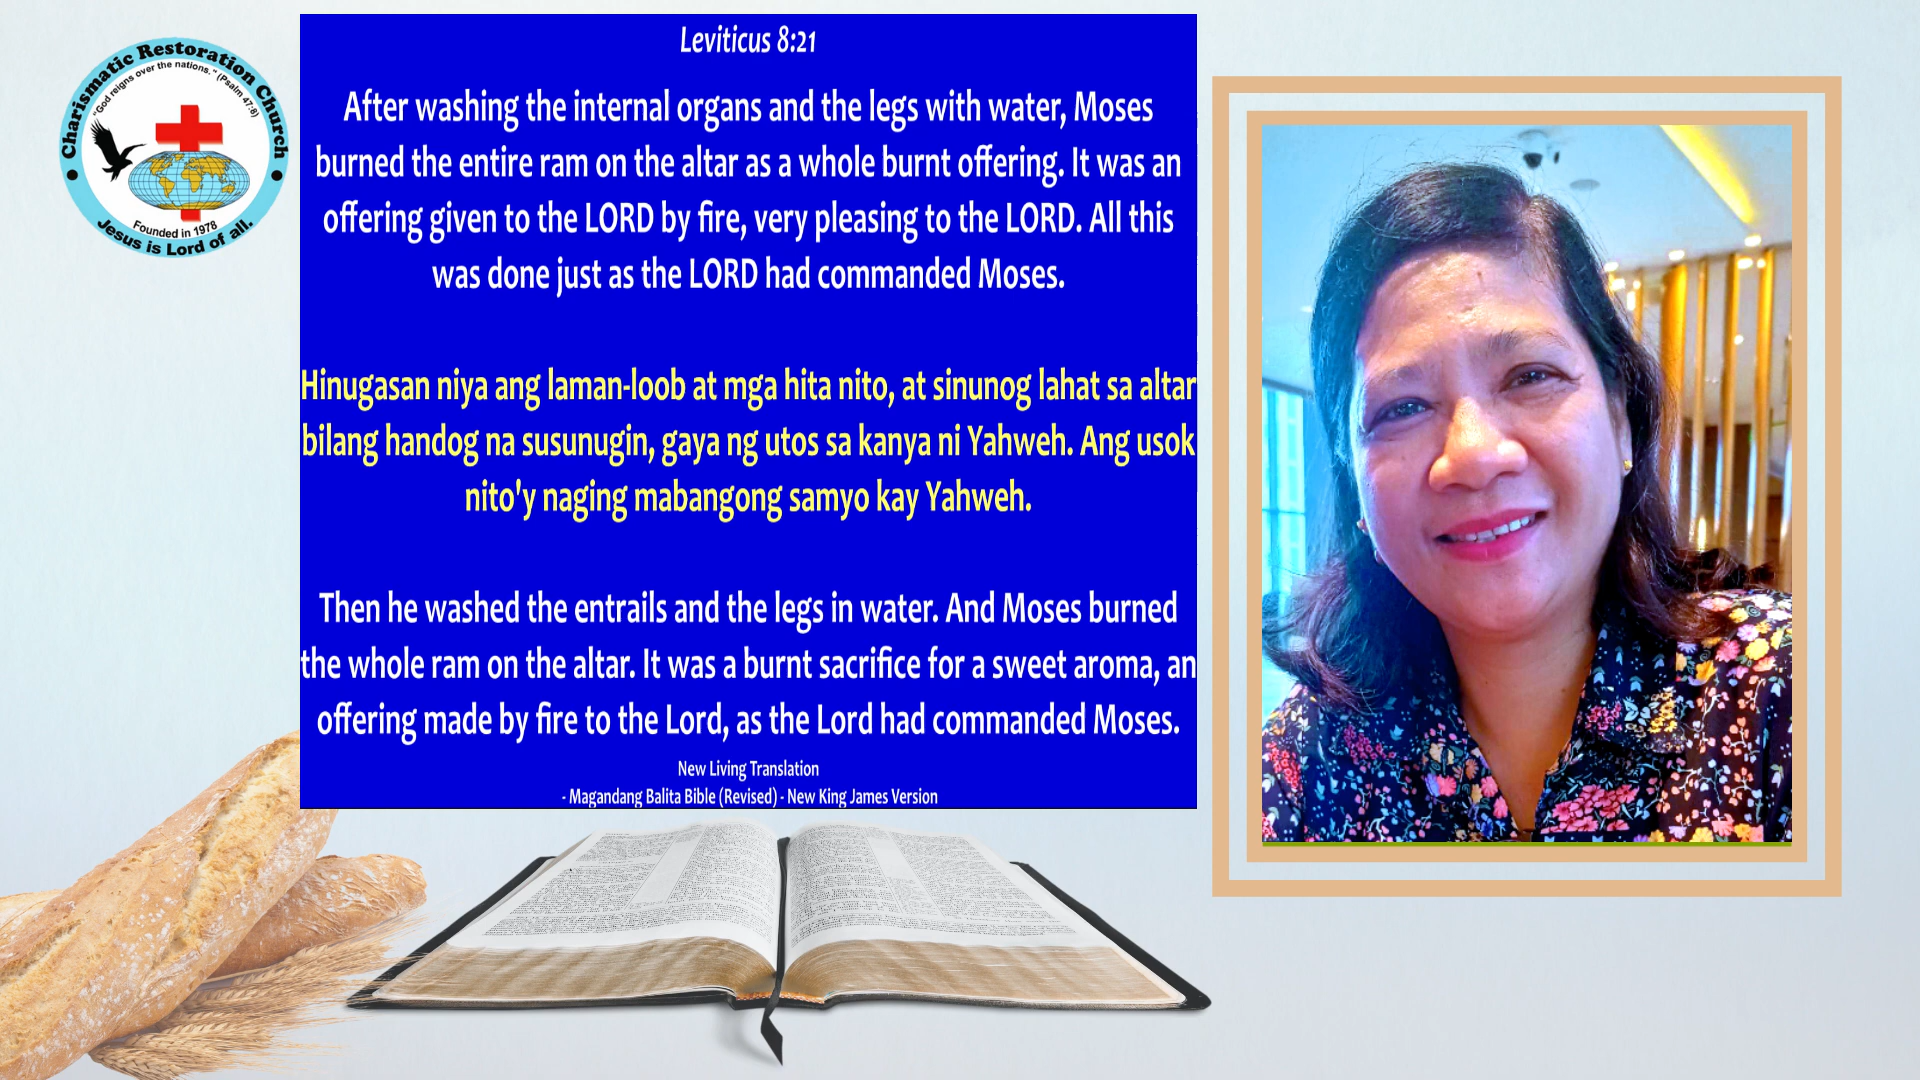 Charismatic Restoration Church
"God reigns over the nations." (Psalm 47:8)
Founded in 1978
Jesus is Lord of all.
Leviticus 8:21
After washing the internal organs and the legs with water, Moses
burned the entire ram on the altar as a whole burnt offering. It was an
offering given to the LORD by fire, very pleasing to the LORD. All this
was done just as the LORD had commanded Moses.
Hinugasan niya ang laman-loob at mga hita nito, at sinunog lahat sa altar
bilang handog na susunugin, gaya ng utos sa kanya ni Yahweh. Ang usok
nito'y naging mabangong samyo kay Yahweh.
Then he washed the entrails and the legs in water. And Moses burned
the whole ram on the altar. It was a burnt sacrifice for a sweet aroma, an
offering made by fire to the Lord, as the Lord had commanded Moses.
New Living Translation
- Magandang Balita Bible (Revised) - New King James Version